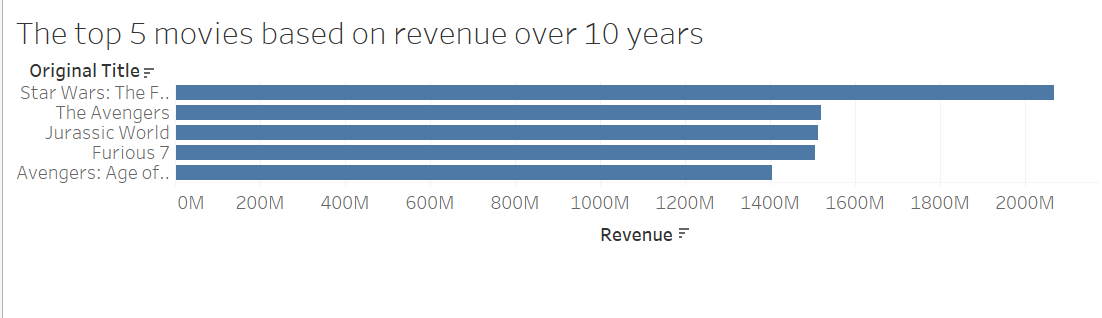 The top 5 movies based on revenue over 10 years
Original Title
Star Wars: The F..
The Avengers
Jurassic World
Furious 7
Avengers: Age of..
0M 200M 400M 600M 800M 1000M 1200M 1400M 1600M 1800M 2000M
Revenue